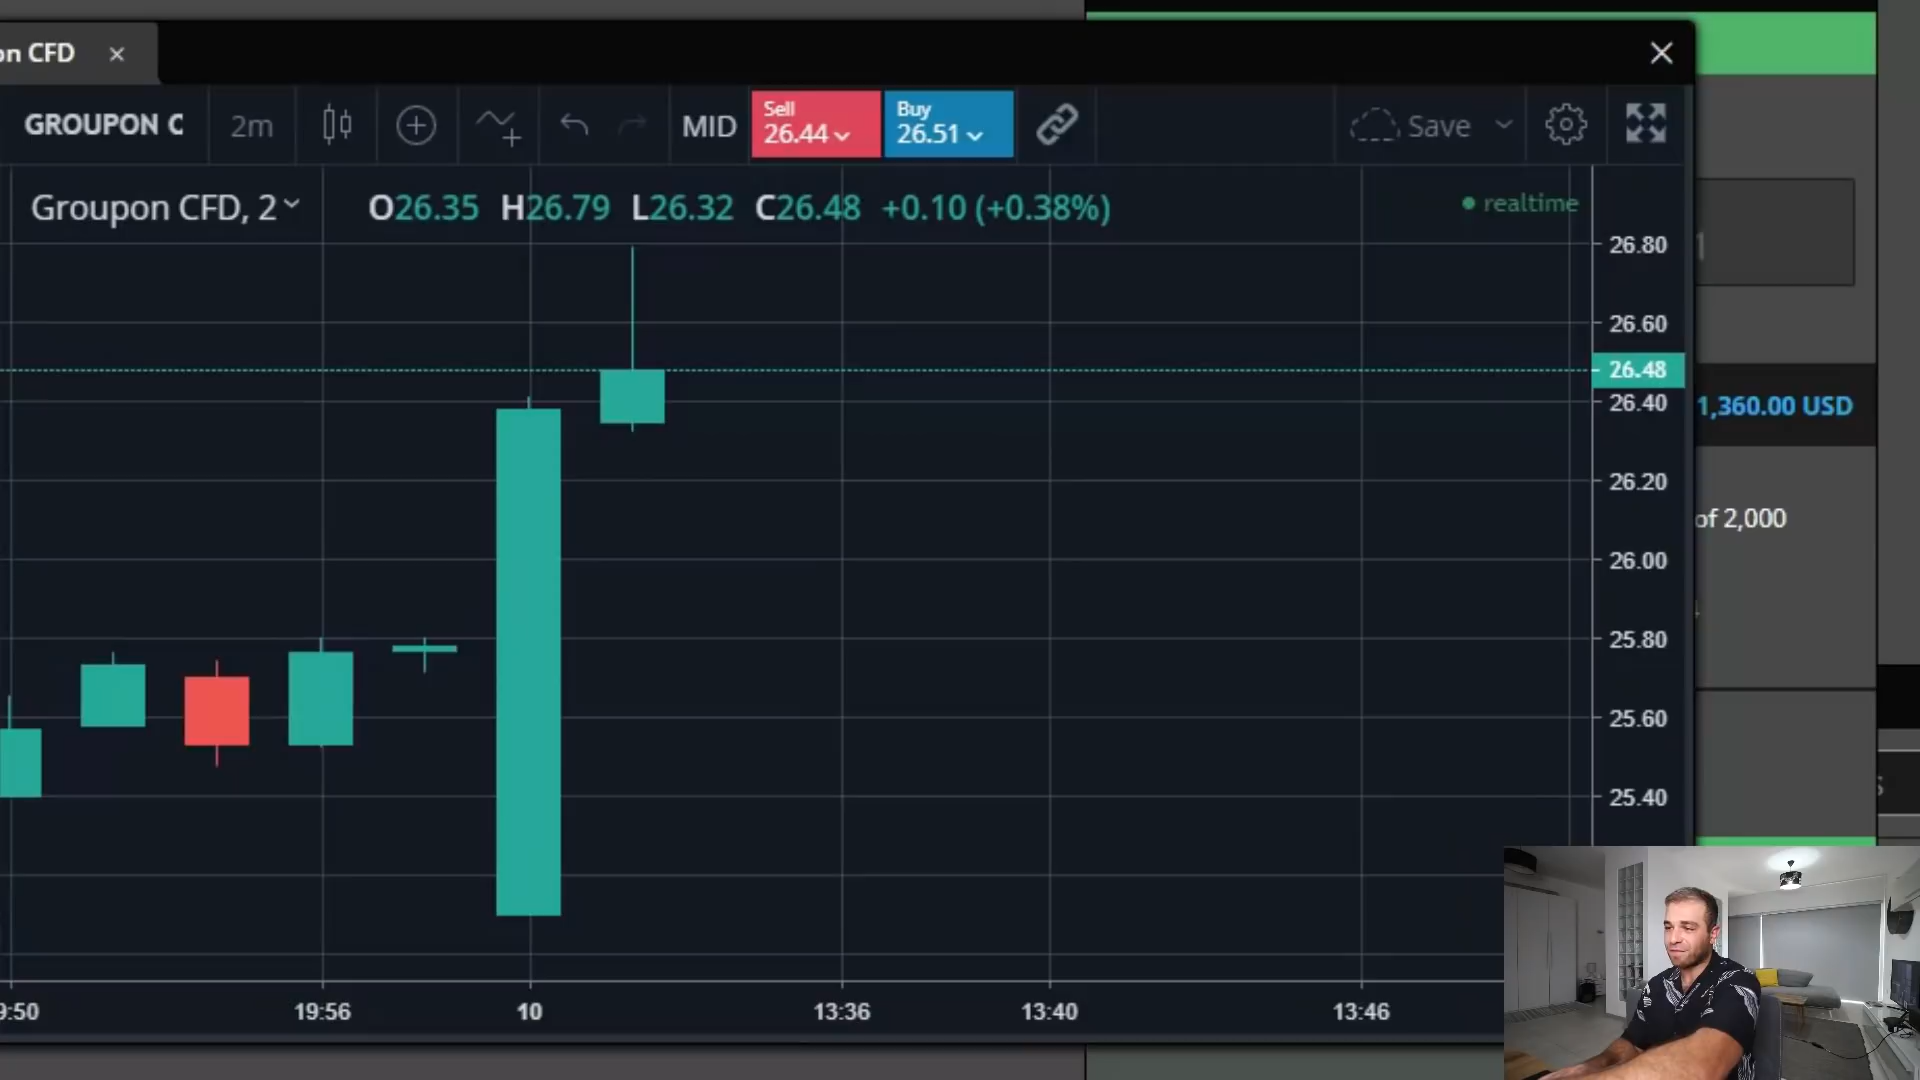 on CFD
GROUPON C
2m
MID
Sell
26.44
Buy
26.51
Save
Groupon CFD, 2
O26.35 H26.79 L26.32 C26.48 +0.10 (+0.38%)
realtime
26.80
26.60
26.48
26.40
1,360.00 USD
26.20
of 2,000
26.00
25.80
25.60
25.40
9:50
19:56
10
13:36
13:40
13:46